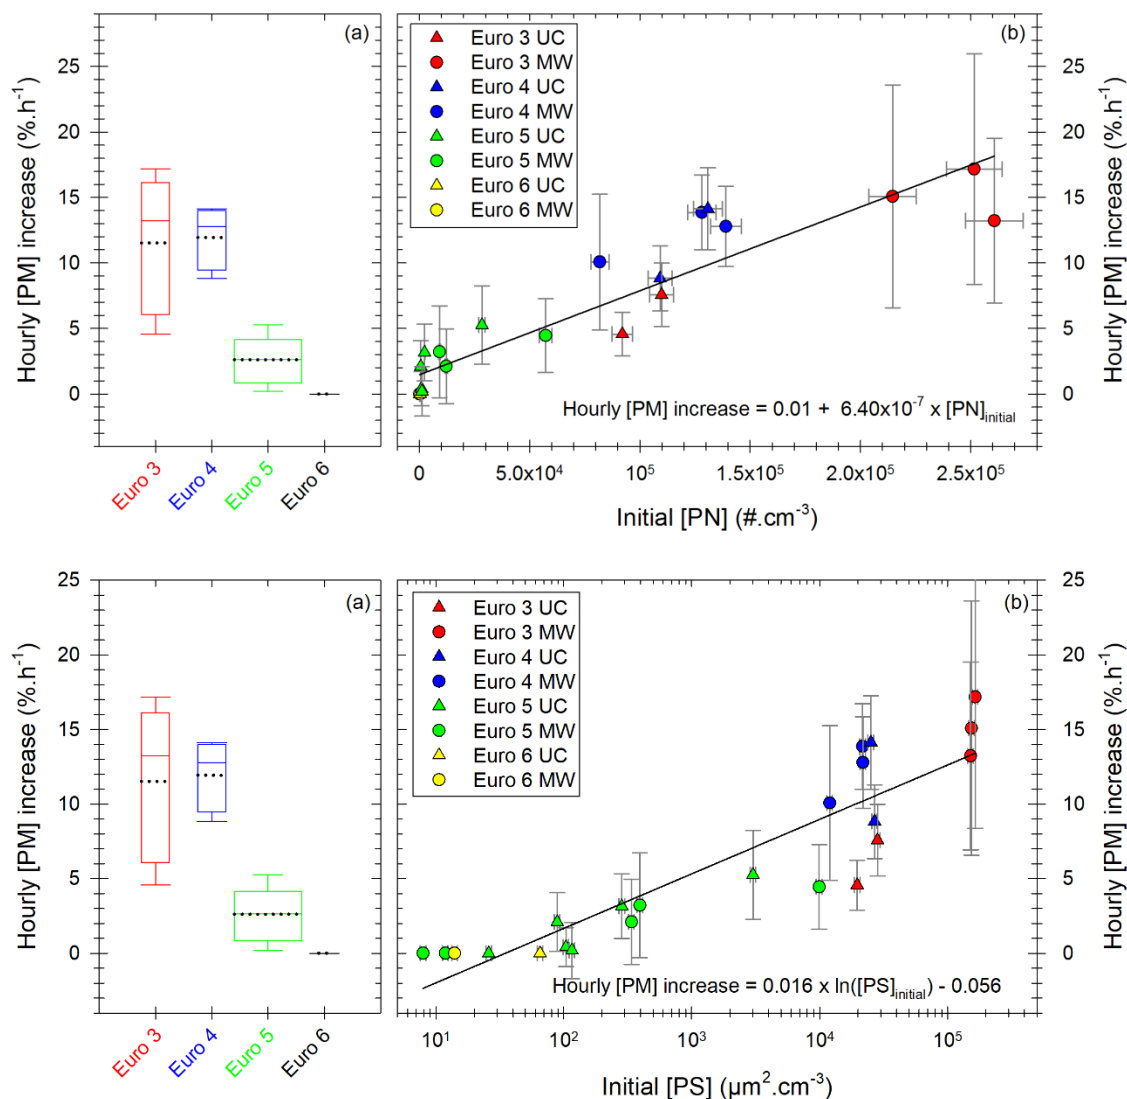 (a)
Hourly [PM] increase (%.h⁻¹)
25
20
15
10
5
0
Euro 3
Euro 4
Euro 5
Euro 6
(b)
Euro 3 UC
Euro 3 MW
Euro 4 UC
Euro 4 MW
Euro 5 UC
Euro 5 MW
Euro 6 UC
Euro 6 MW
Hourly [PM] increase = 0.01 + 6.40x10⁻⁷ x [PN]initial
25
20
15
10
5
0
Hourly [PM] increase (%.h⁻¹)
0 5.0x10⁴ 10⁵ 1.5x10⁵ 2.0x10⁵ 2.5x10⁵
Initial [PN] (#.cm⁻³)
(a)
Hourly [PM] increase (%.h⁻¹)
25
20
15
10
5
0
Euro 3
Euro 4
Euro 5
Euro 6
(b)
Euro 3 UC
Euro 3 MW
Euro 4 UC
Euro 4 MW
Euro 5 UC
Euro 5 MW
Euro 6 UC
Euro 6 MW
Hourly [PM] increase = 0.016 x ln([PS]initial) - 0.056
25
20
15
10
5
0
Hourly [PM] increase (%.h⁻¹)
10¹ 10² 10³ 10⁴ 10⁵
Initial [PS] (µm².cm⁻³)